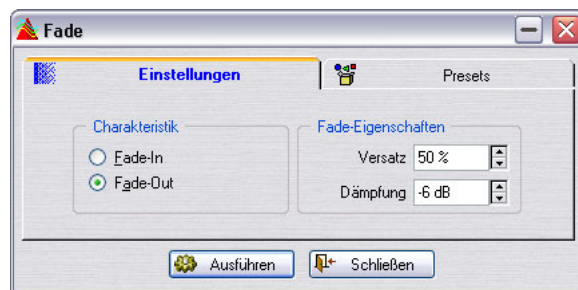 Fade
Einstellungen
Presets
Charakteristik
Fade-In
Fade-Out
Fade-Eigenschaften
Versatz 50 %
Dämpfung -6 dB
Ausführen
Schließen